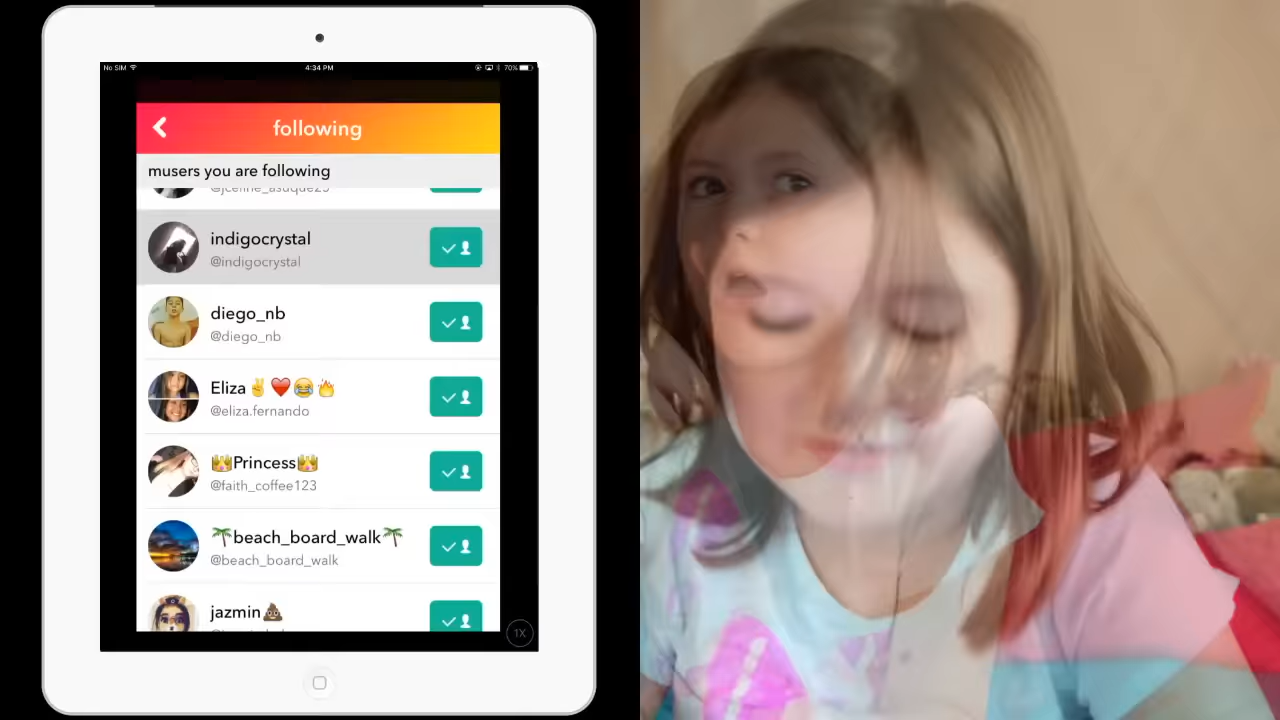 No SIM 4:34 PM 70%
following
musers you are following
indigocrystal
@indigocrystal
diego_nb
@diego_nb
Eliza✌️❤️😂🔥
@eliza.fernando
👑Princess👑
@faith_coffee123
🌴beach_board_walk🌴
@beach_board_walk
jazmin💩
1X